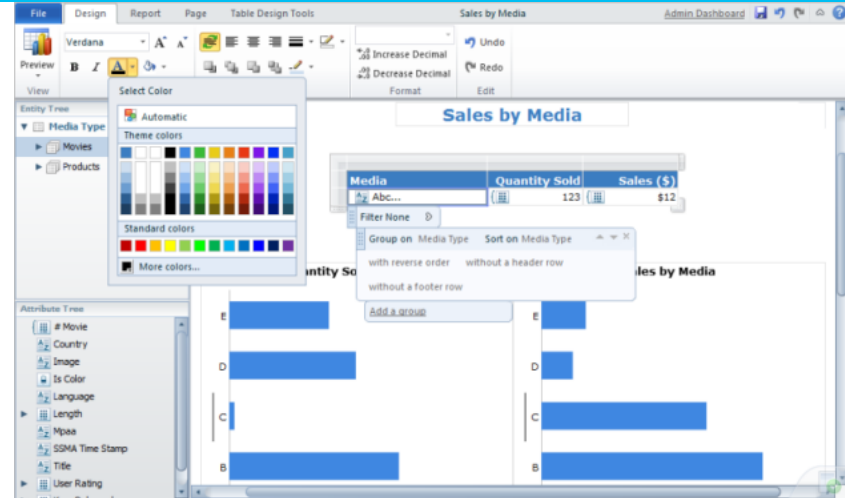 File Design Report Page Table Design Tools Sales by Media Admin Dashboard
Verdana
Undo
Increase Decimal
Preview B I A Decrease Decimal Redo
View Format Edit
Select Color
Automatic
Theme colors
Standard colors
More colors...
Entity Tree
Media Type
Movies
Products
Sales by Media
Media Quantity Sold Sales ($)
Abc... 123 $12
Filter None
Group on Media Type Sort on Media Type
with reverse order without a header row
without a footer row
Add a group
Sales by Media
E
D
C
B
E
D
C
B
Attribute Tree
# Movie
Country
Image
Is Color
Language
Length
Mpaa
SSMA Time Stamp
Title
User Rating